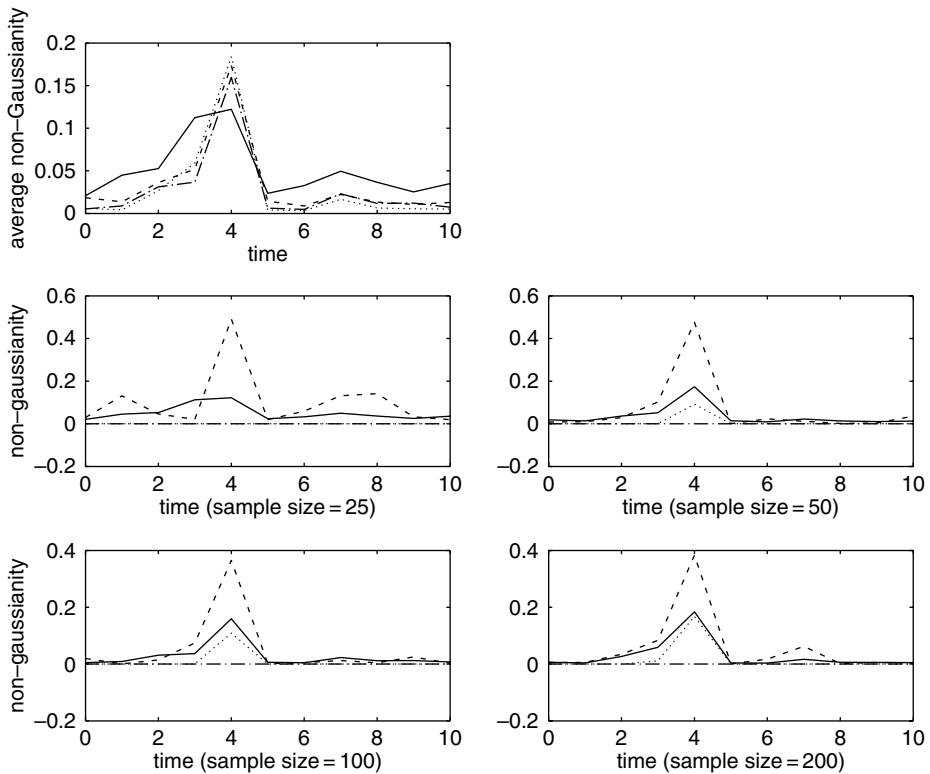 average non–Gaussianity
0.2
0.15
0.1
0.05
0
0 2 4 6 8 10
time
non–gaussianity
0.6
0.4
0.2
0
–0.2
0 2 4 6 8 10
time (sample size = 25)
0.6
0.4
0.2
0
–0.2
0 2 4 6 8 10
time (sample size = 50)
non–gaussianity
0.4
0.2
0
–0.2
0 2 4 6 8 10
time (sample size = 100)
0.4
0.2
0
–0.2
0 2 4 6 8 10
time (sample size = 200)